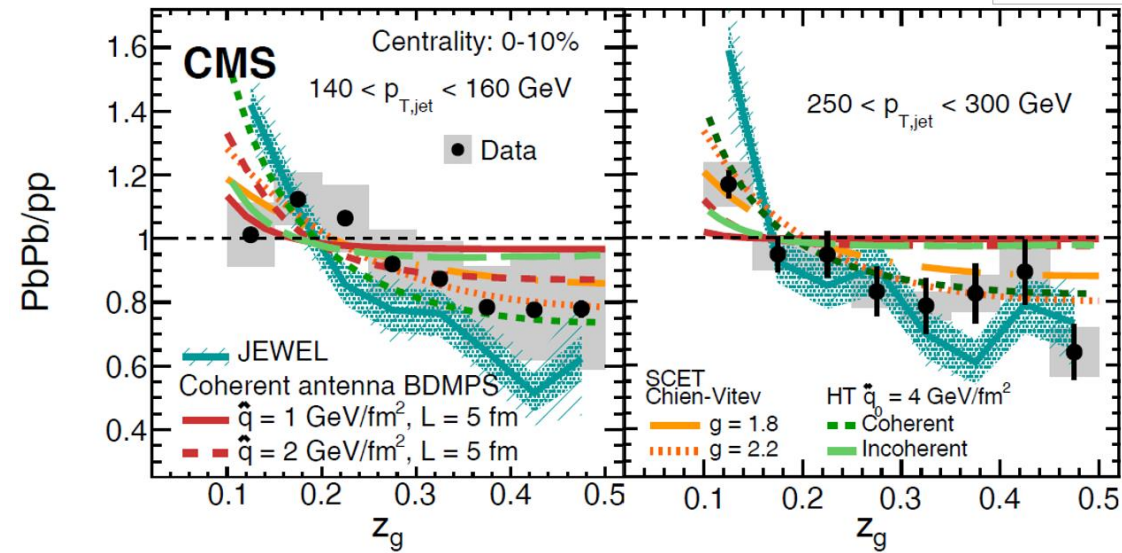 CMS
Centrality: 0-10%
140 < p_T,jet < 160 GeV
Data
250 < p_T,jet < 300 GeV
PbPb/pp
1.6
1.4
1.2
1
0.8
0.6
0.4
JEWEL
Coherent antenna BDMPS
q̂ = 1 GeV/fm², L = 5 fm
q̂ = 2 GeV/fm², L = 5 fm
SCET
Chien-Vitev
g = 1.8
g = 2.2
HT q̂₀ = 4 GeV/fm²
Coherent
Incoherent
0.1 0.2 0.3 0.4 0.5
z_g
0.1 0.2 0.3 0.4 0.5
z_g